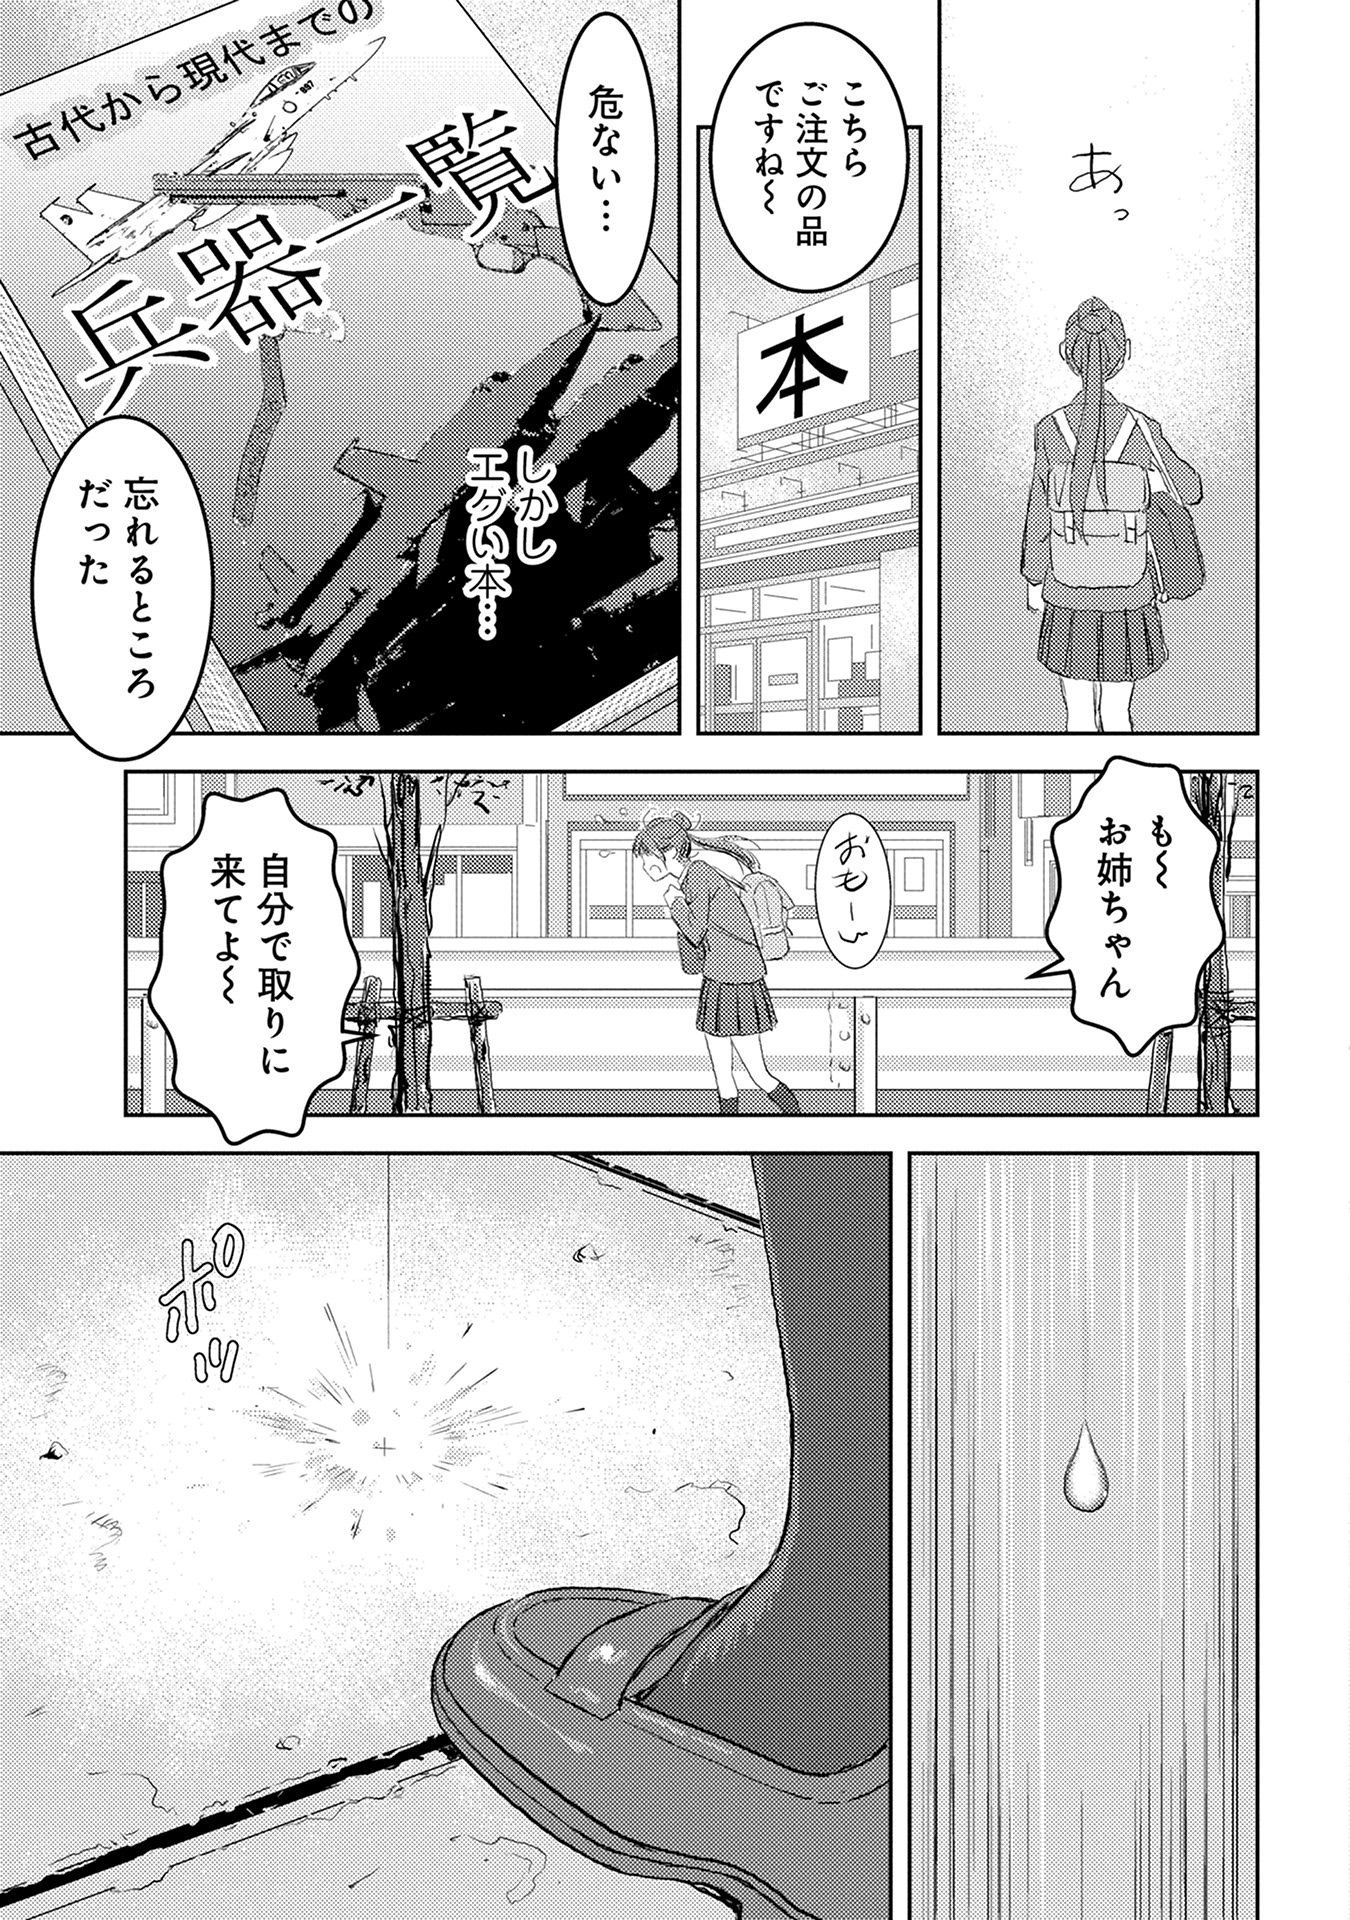 あっ
こちら
ご注文の品
ですね〜
本
危ない…
古代から現代までの
兵器一覧
しかし
エグい本…
忘れるところ
だった
も〜
お姉ちゃん
おもー
自分で取りに
来てよ〜
ポッ